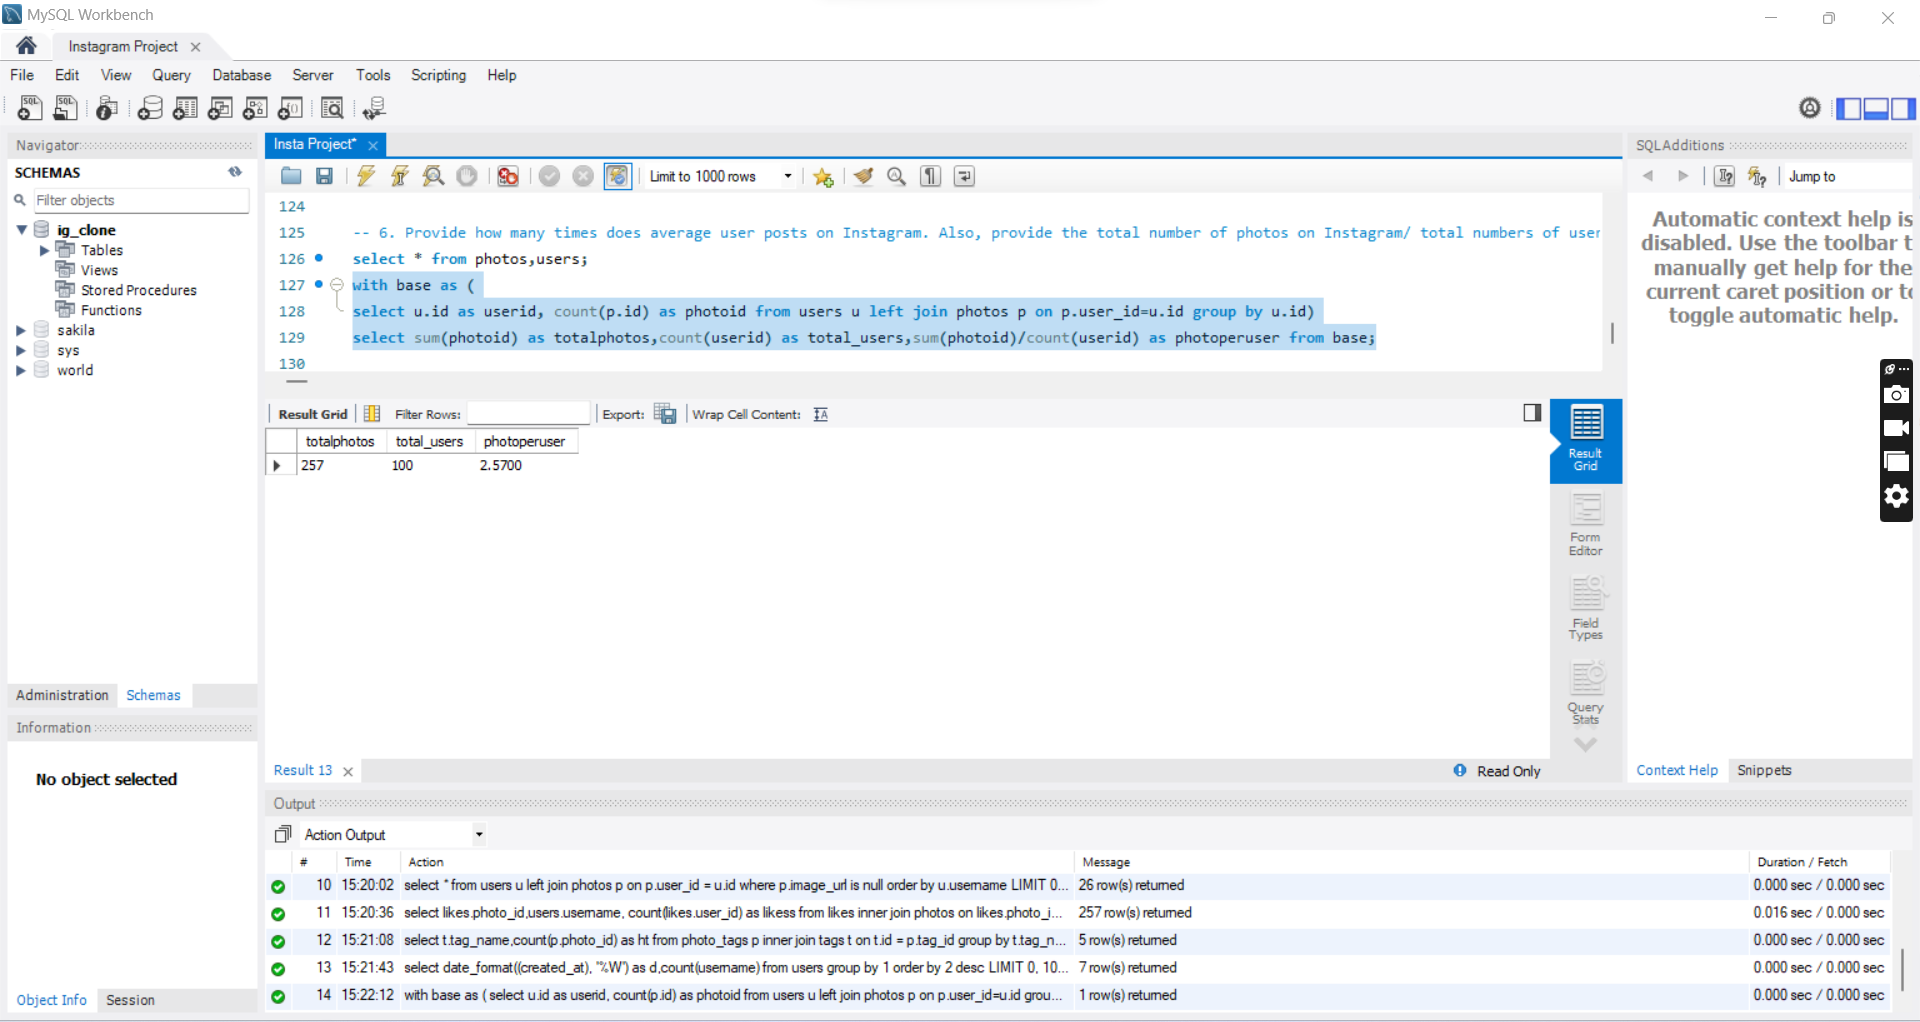 MySQL Workbench
Instagram Project
File Edit View Query Database Server Tools Scripting Help
Navigator
SCHEMAS
Filter objects
ig_clone
Tables
Views
Stored Procedures
Functions
sakila
sys
world
Administration Schemas
Information
No object selected
Object Info Session
Insta Project*
Limit to 1000 rows
124
125 -- 6. Provide how many times does average user posts on Instagram. Also, provide the total number of photos on Instagram/ total numbers of user
126 select * from photos,users;
127 with base as (
128 select u.id as userid, count(p.id) as photoid from users u left join photos p on p.user_id=u.id group by u.id)
129 select sum(photoid) as totalphotos,count(userid) as total_users,sum(photoid)/count(userid) as photoperuser from base;
130
Result Grid Filter Rows: Export: Wrap Cell Content:
totalphotos total_users photoperuser
257 100 2.5700
Result Grid
Form Editor
Field Types
Query Stats
Result 13
Read Only
SQLAdditions
Jump to
Automatic context help is
disabled. Use the toolbar t
manually get help for the
current caret position or to
toggle automatic help.
Context Help Snippets
Output
Action Output
# Time Action Message Duration / Fetch
10 15:20:02 select * from users u left join photos p on p.user_id = u.id where p.image_url is null order by u.username LIMIT 0... 26 row(s) returned 0.000 sec / 0.000 sec
11 15:20:36 select likes.photo_id,users.username, count(likes.user_id) as likess from likes inner join photos on likes.photo_i... 257 row(s) returned 0.016 sec / 0.000 sec
12 15:21:08 select t.tag_name,count(p.photo_id) as ht from photo_tags p inner join tags t on t.id = p.tag_id group by t.tag_n... 5 row(s) returned 0.000 sec / 0.000 sec
13 15:21:43 select date_format((created_at), '%W') as d,count(username) from users group by 1 order by 2 desc LIMIT 0, 10... 7 row(s) returned 0.000 sec / 0.000 sec
14 15:22:12 with base as ( select u.id as userid, count(p.id) as photoid from users u left join photos p on p.user_id=u.id grou... 1 row(s) returned 0.000 sec / 0.000 sec